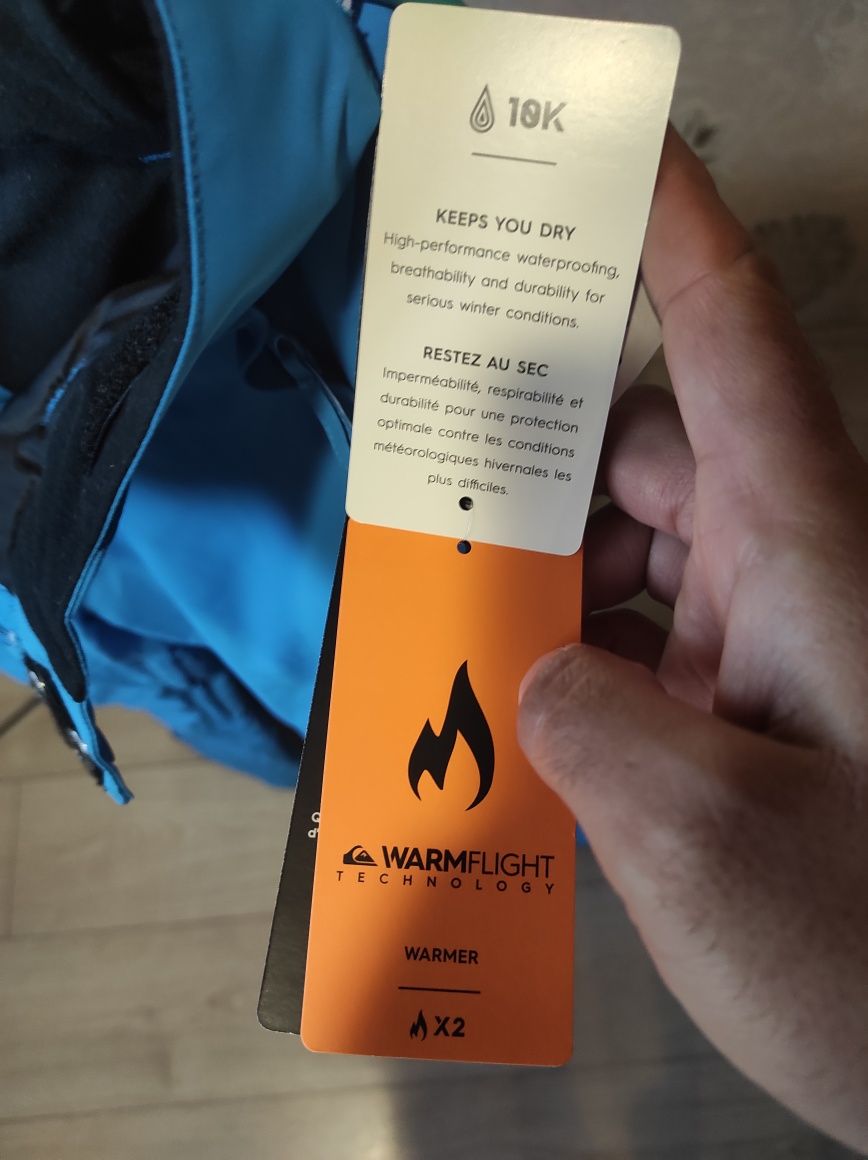 10K
KEEPS YOU DRY
High-performance waterproofing,
breathability and durability for
serious winter conditions.
RESTEZ AU SEC
Imperméabilité, respirabilité et
durabilité pour une protection
optimale contre les conditions
météorologiques hivernales les
plus difficiles.
WARMFLIGHT
TECHNOLOGY
WARMER
X2